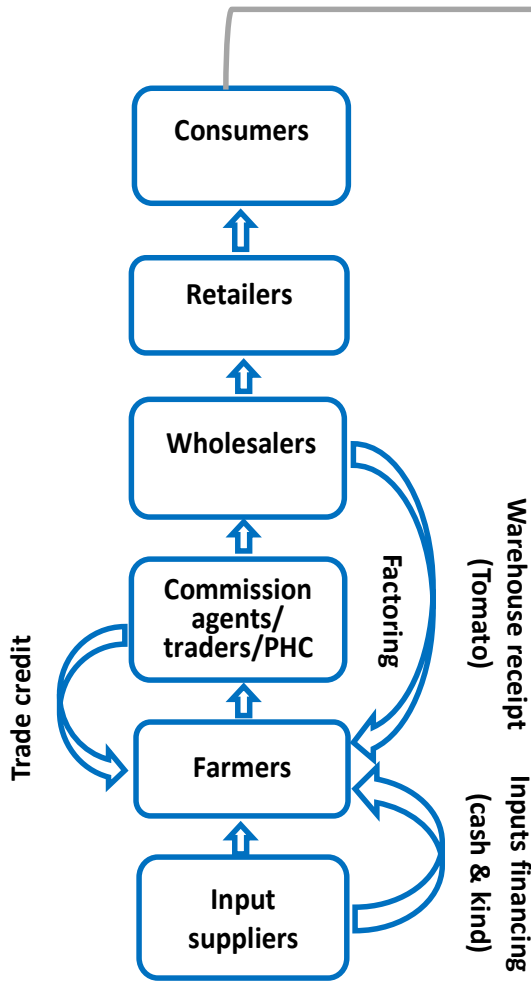 Consumers
Retailers
Wholesalers
Commission
agents/
traders/PHC
Farmers
Input
suppliers
Trade credit
Factoring
Warehouse receipt
(Tomato)
Inputs financing
(cash & kind)